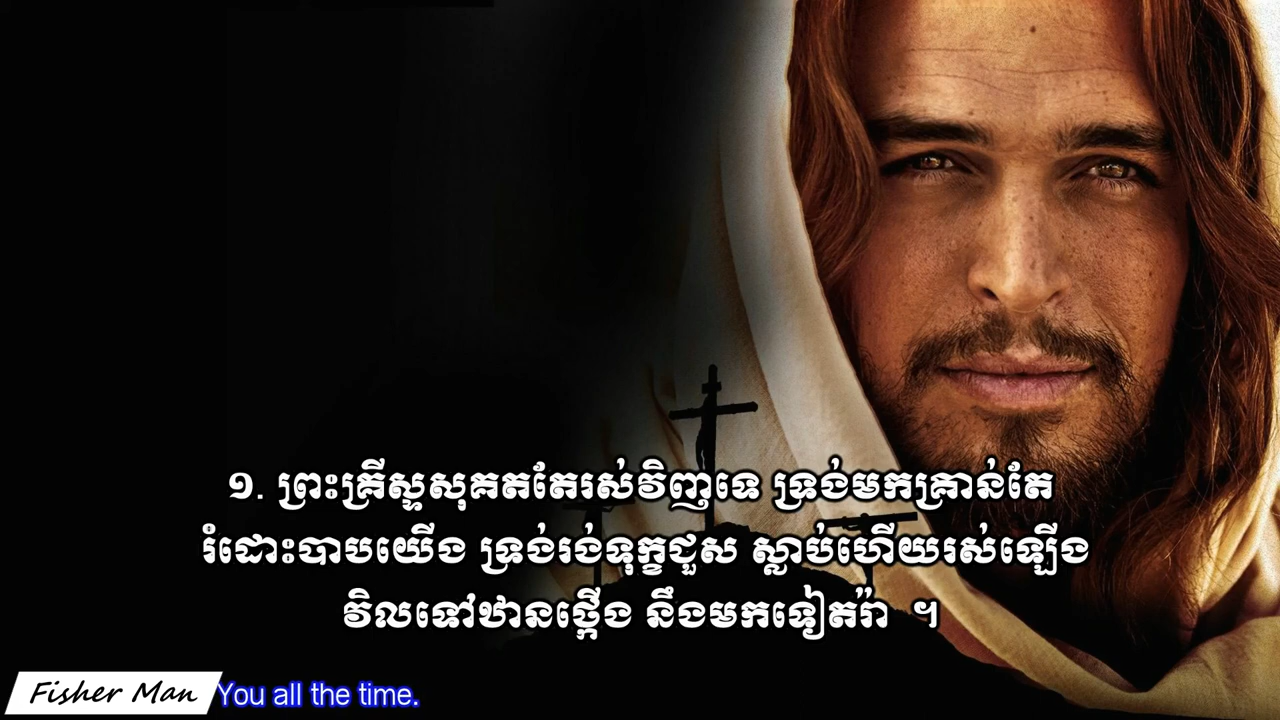 ១. ព្រះគ្រីស្ទសុគតតែរស់វិញទេ ទ្រង់មកគ្រាន់តែ
រំដោះបាបយើង ទ្រង់រង់ទុក្ខជួស ស្លាប់ហើយរស់ឡើង
វិលទៅឋានថ្កើង នឹងមកទៀតរ៉ា ។
Fisher Man You all the time.